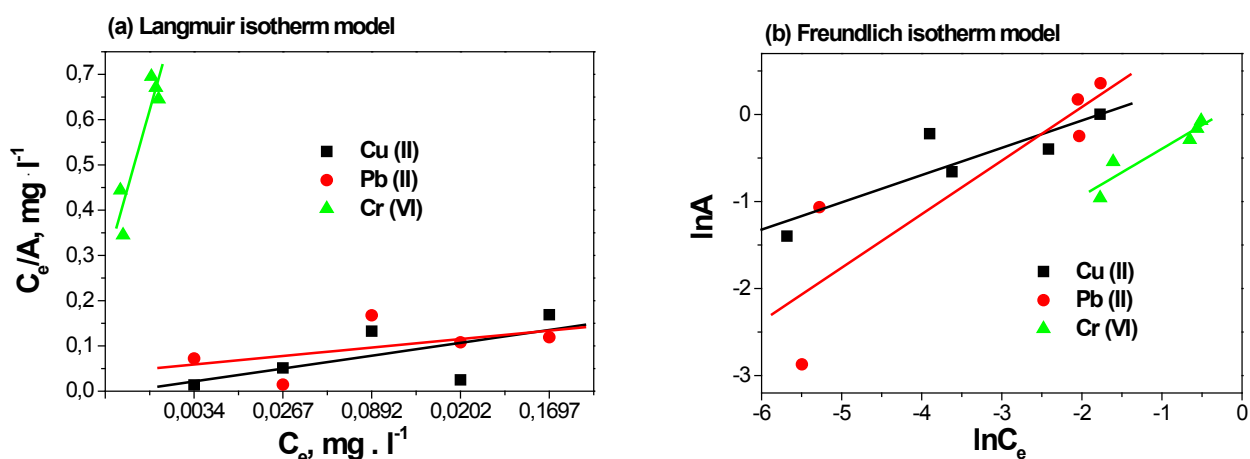 (a) Langmuir isotherm model
0,7
0,6
0,5
0,4
0,3
0,2
0,1
0,0
C_e/A, mg · l^-1
Cu (II)
Pb (II)
Cr (VI)
0,0034 0,0267 0,0892 0,0202 0,1697
C_e, mg . l^-1
(b) Freundlich isotherm model
0
-1
-2
-3
lnA
Cu (II)
Pb (II)
Cr (VI)
-6 -5 -4 -3 -2 -1 0
lnC_e